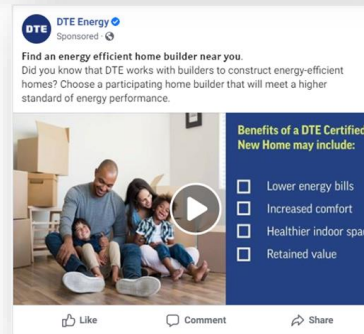 DTE
DTE Energy
Sponsored ·
Find an energy efficient home builder near you.
Did you know that DTE works with builders to construct energy-efficient
homes? Choose a participating home builder that will meet a higher
standard of energy performance.
Benefits of a DTE Certified
New Home may include:
Lower energy bills
Increased comfort
Healthier indoor spa
Retained value
Like
Comment
Share